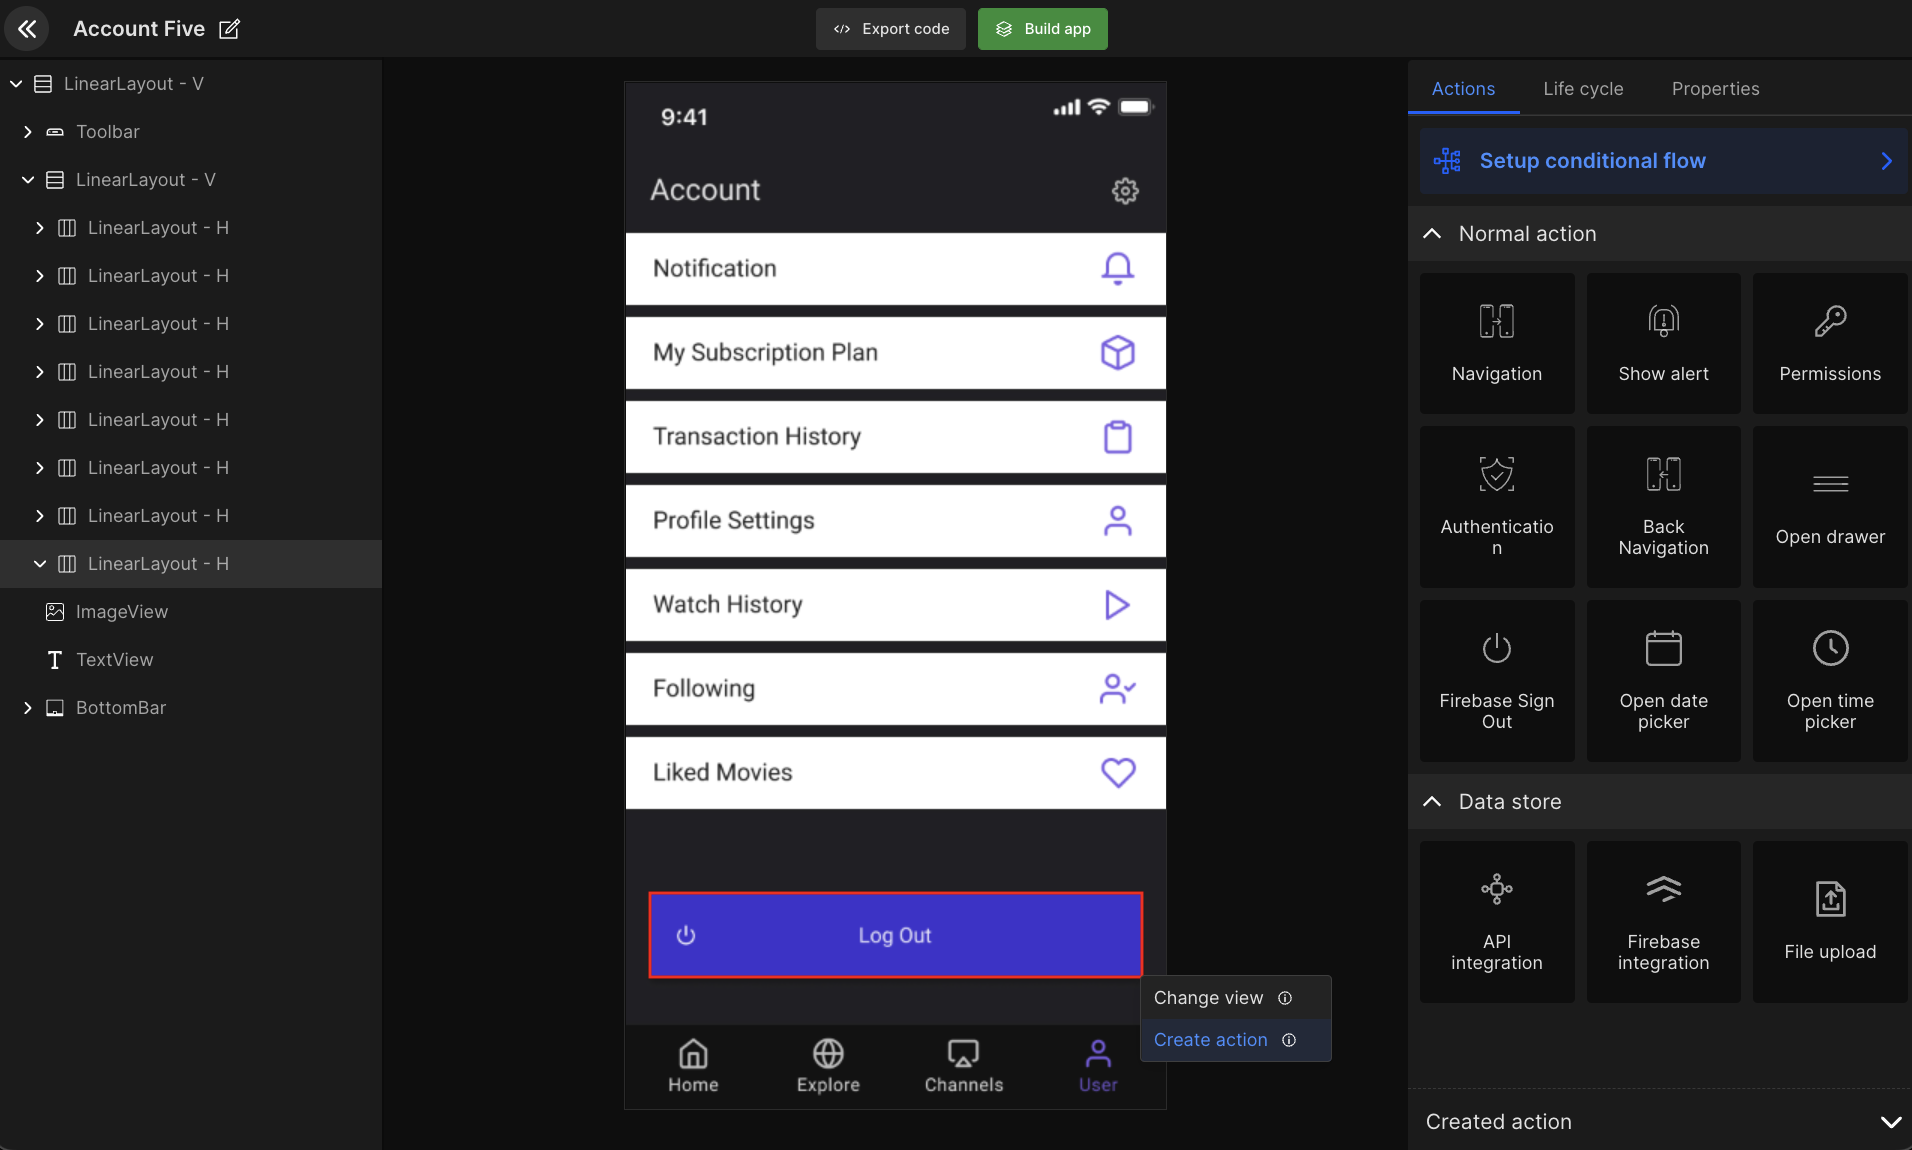 Account Five
Export code
Build app
LinearLayout - V
Toolbar
LinearLayout - V
LinearLayout - H
LinearLayout - H
LinearLayout - H
LinearLayout - H
LinearLayout - H
LinearLayout - H
LinearLayout - H
LinearLayout - H
ImageView
TextView
BottomBar
9:41
Account
Notification
My Subscription Plan
Transaction History
Profile Settings
Watch History
Following
Liked Movies
Log Out
Home
Explore
Channels
User
Change view
Create action
Actions
Life cycle
Properties
Setup conditional flow
Normal action
Navigation
Show alert
Permissions
Authenticatio
n
Back
Navigation
Open drawer
Firebase Sign
Out
Open date
picker
Open time
picker
Data store
API
integration
Firebase
integration
File upload
Created action